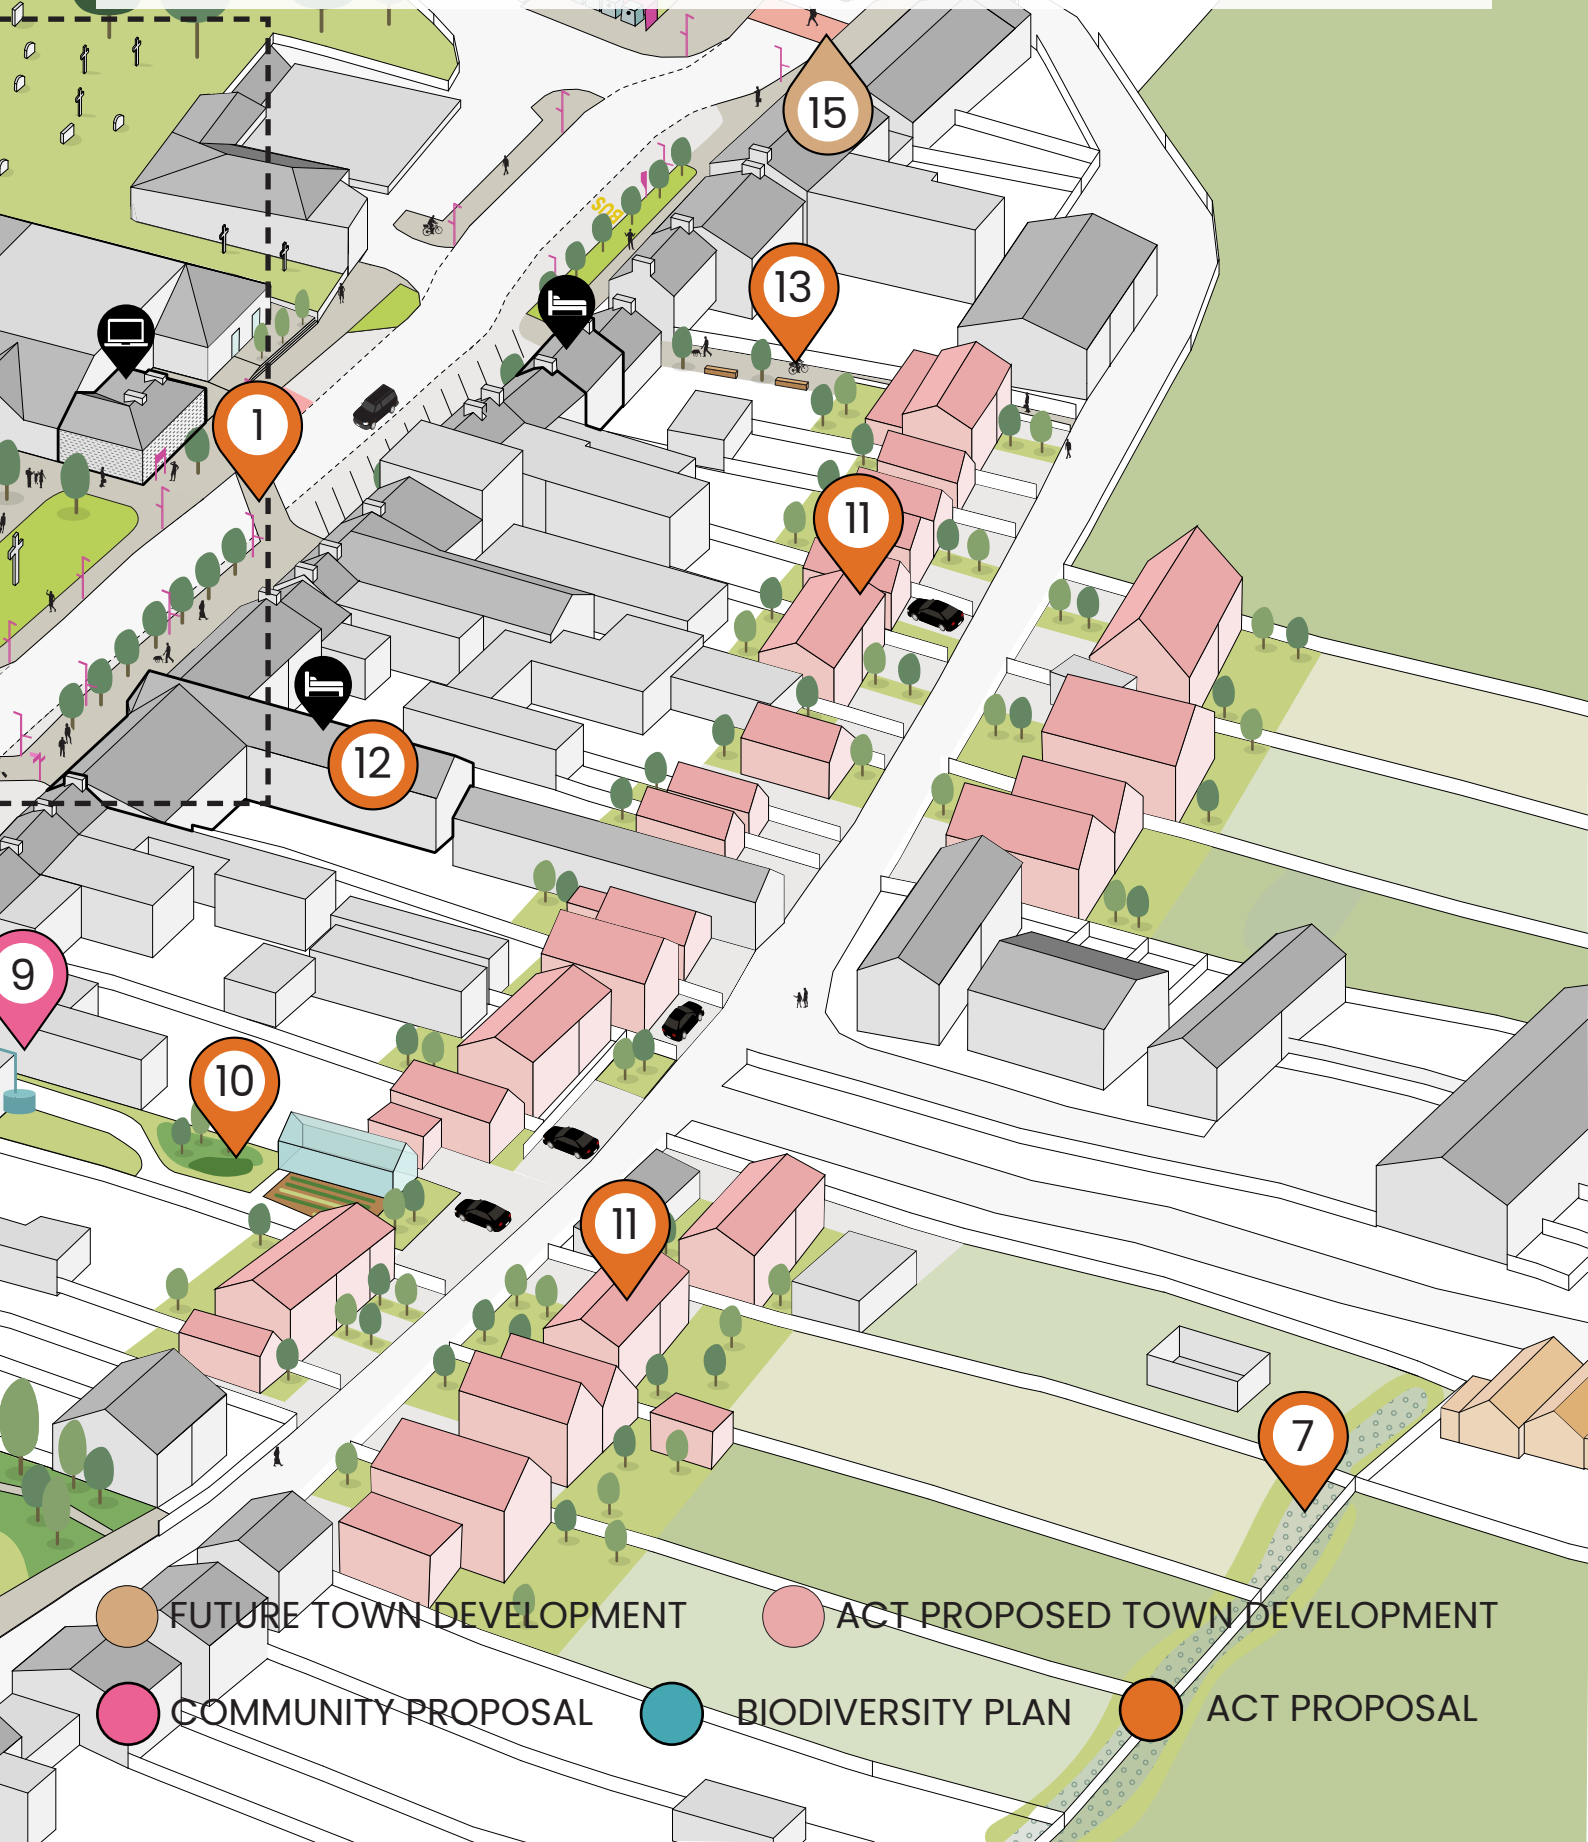 15
BUS
13
1
11
12
9
10
11
7
FUTURE TOWN DEVELOPMENT
ACT PROPOSED TOWN DEVELOPMENT
COMMUNITY PROPOSAL
BIODIVERSITY PLAN
ACT PROPOSAL